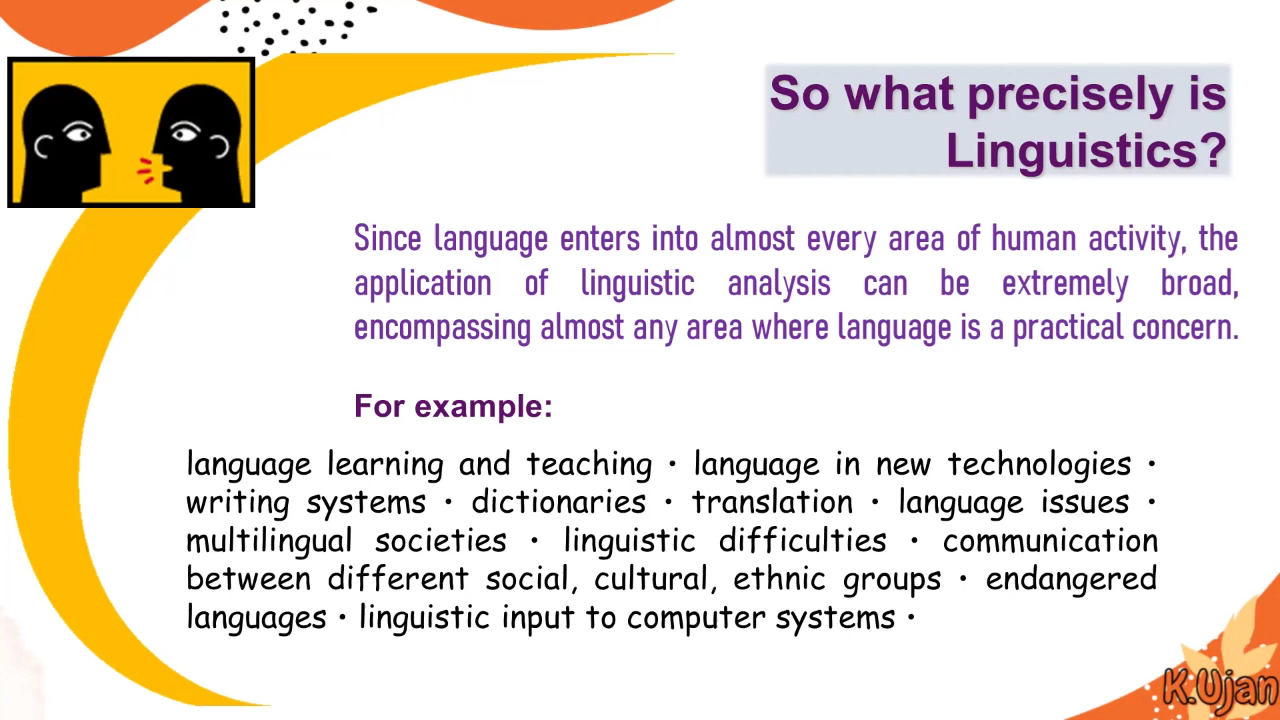 So what precisely is
Linguistics?
Since language enters into almost every area of human activity, the
application of linguistic analysis can be extremely broad,
encompassing almost any area where language is a practical concern.
For example:
language learning and teaching • language in new technologies •
writing systems • dictionaries • translation • language issues •
multilingual societies • linguistic difficulties • communication
between different social, cultural, ethnic groups • endangered
languages • linguistic input to computer systems •
K.Ujan